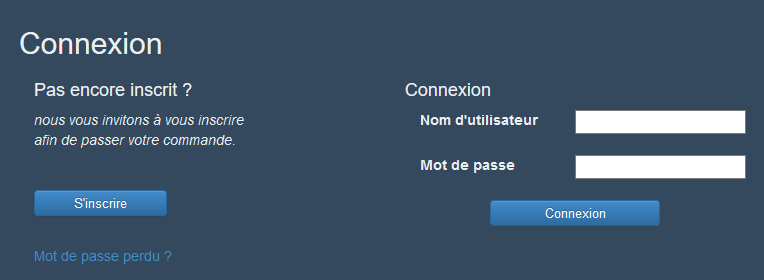 Connexion
Pas encore inscrit ?
nous vous invitons à vous inscrire
afin de passer votre commande.
S'inscrire
Mot de passe perdu ?
Connexion
Nom d'utilisateur
Mot de passe
Connexion